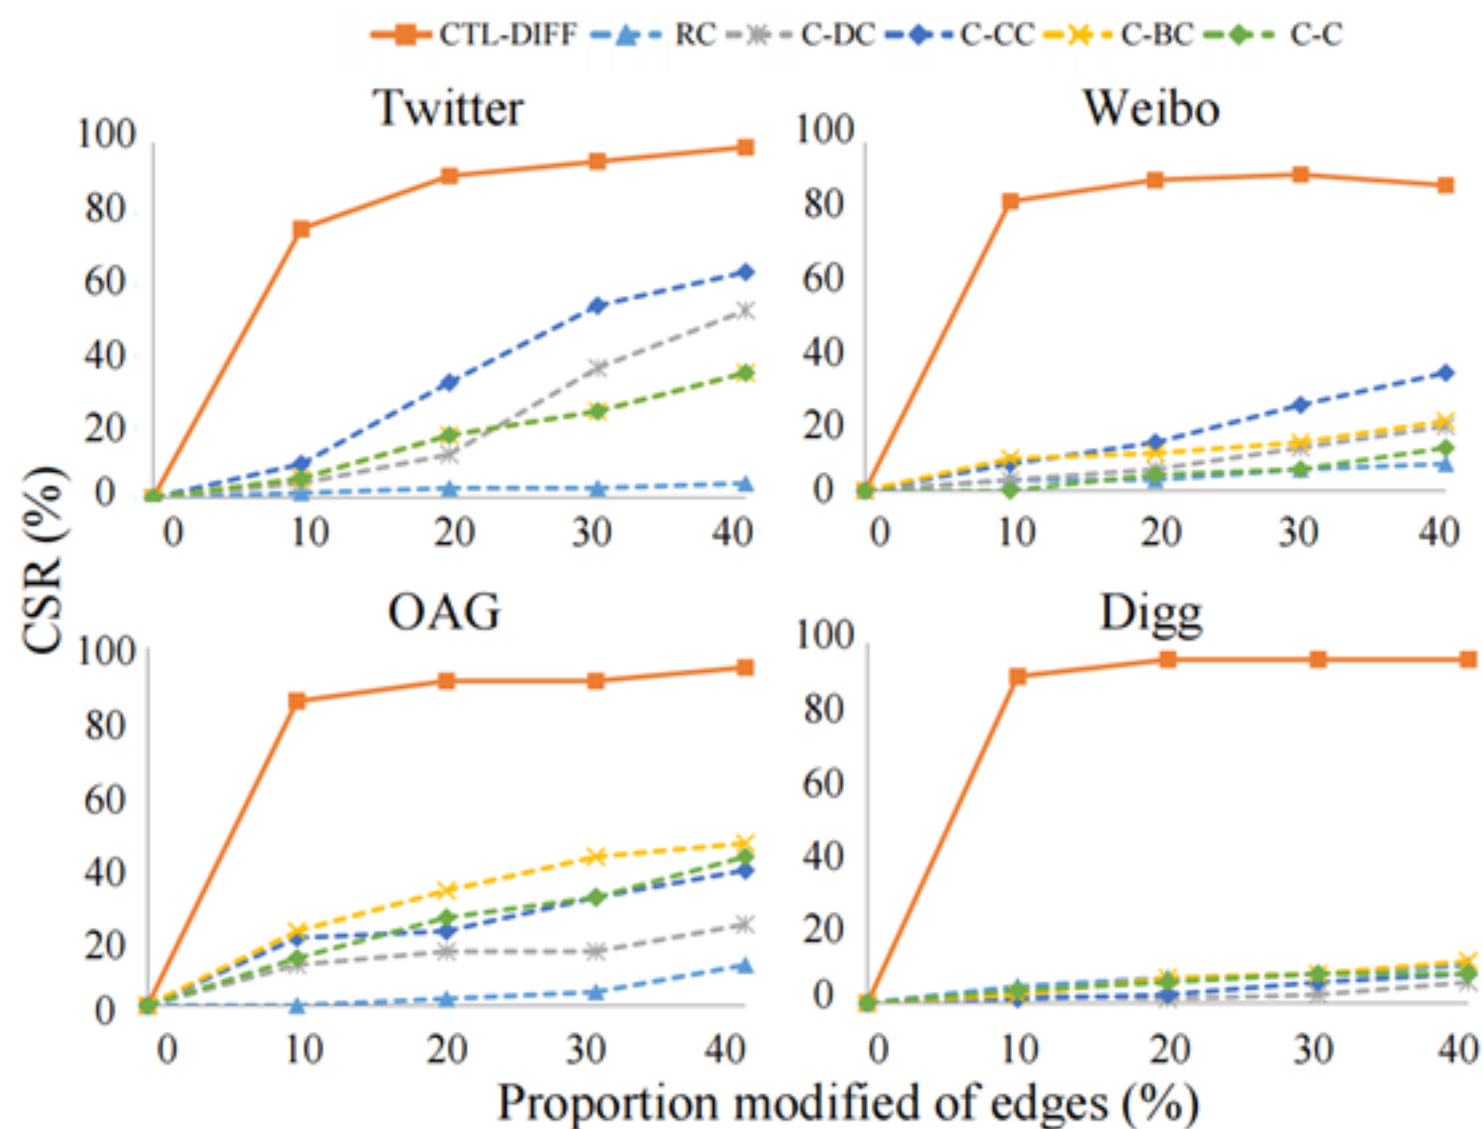 CTL-DIFF RC C-DC C-CC C-BC C-C
Twitter Weibo
100 100
80 80
60 60
40 40
20 20
0 0
0 10 20 30 40 0 10 20 30 40
CSR (%)
OAG Digg
100 100
80 80
60 60
40 40
20 20
0 0
0 10 20 30 40 0 10 20 30 40
Proportion modified of edges (%)